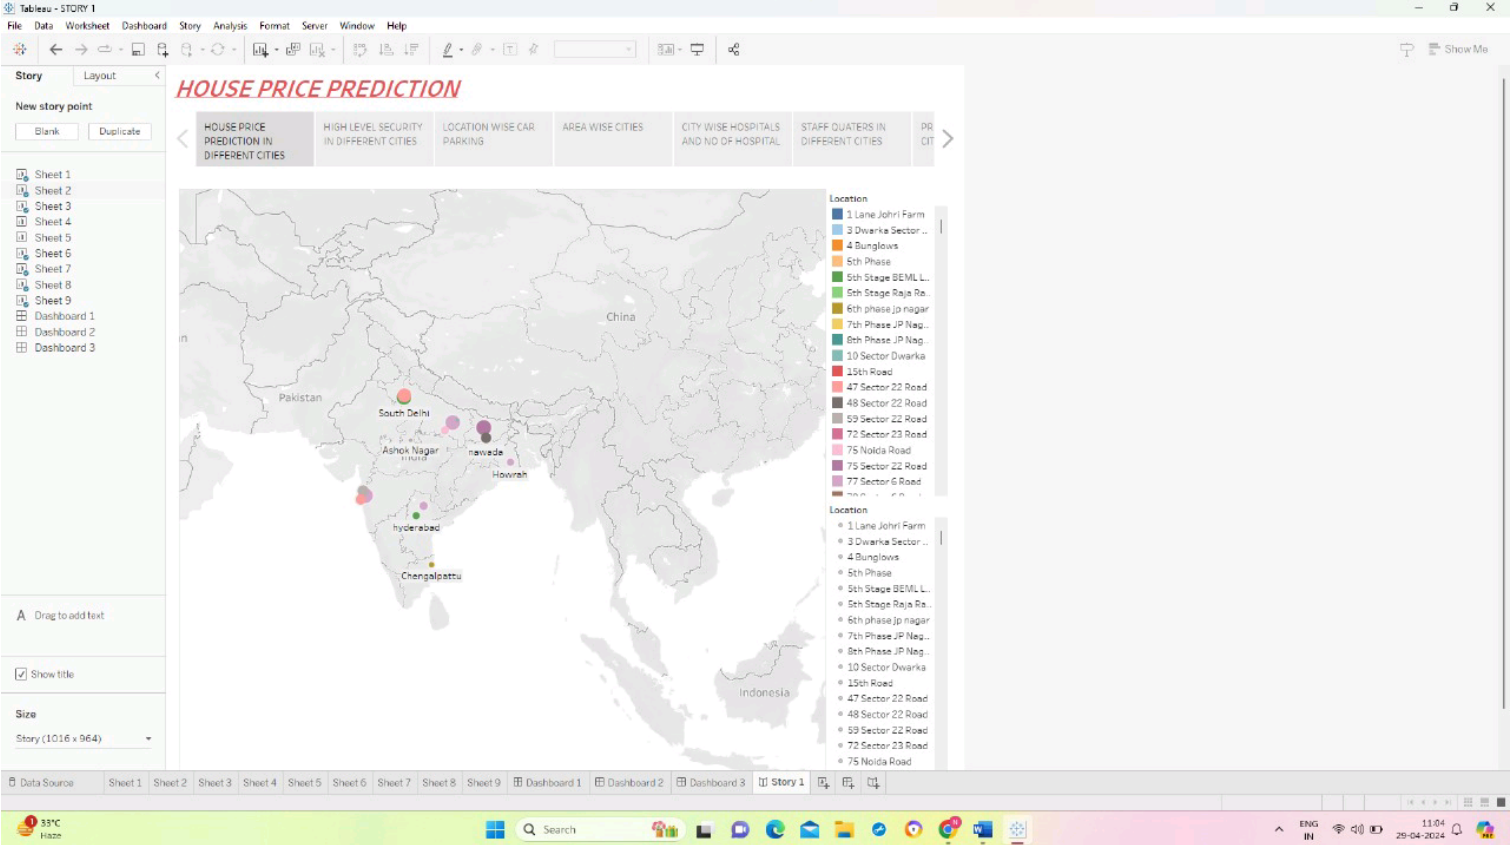 Tableau - STORY 1
File Data Worksheet Dashboard Story Analysis Format Server Window Help
Show Me
Story Layout
New story point
Blank Duplicate
Sheet 1
Sheet 2
Sheet 3
Sheet 4
Sheet 5
Sheet 6
Sheet 7
Sheet 8
Sheet 9
Dashboard 1
Dashboard 2
Dashboard 3
A Drag to add text
Show title
Size
Story (1016 x 964)
HOUSE PRICE PREDICTION
HOUSE PRICE
PREDICTION IN
DIFFERENT CITIES
HIGH LEVEL SECURITY
IN DIFFERENT CITIES
LOCATION WISE CAR
PARKING
AREA WISE CITIES
CITY WISE HOSPITALS
AND NO OF HOSPITAL
STAFF QUATERS IN
DIFFERENT CITIES
PR
CIT
China
Pakistan
South Delhi
Ashok Nagar
nawada
Howrah
hyderabad
Chengalpattu
Indonesia
Location
1 Lane Johri Farm
3 Dwarka Sector ..
4 Bunglows
5th Phase
5th Stage BEML L..
5th Stage Raja Ra..
6th phase jp nagar
7th Phase JP Nag..
8th Phase JP Nag..
10 Sector Dwarka
15th Road
47 Sector 22 Road
48 Sector 22 Road
59 Sector 22 Road
72 Sector 23 Road
75 Noida Road
75 Sector 22 Road
77 Sector 6 Road
Location
1 Lane Johri Farm
3 Dwarka Sector ..
4 Bunglows
5th Phase
5th Stage BEML L..
5th Stage Raja Ra..
6th phase jp nagar
7th Phase JP Nag..
8th Phase JP Nag..
10 Sector Dwarka
15th Road
47 Sector 22 Road
48 Sector 22 Road
59 Sector 22 Road
72 Sector 23 Road
75 Noida Road
Data Source Sheet 1 Sheet 2 Sheet 3 Sheet 4 Sheet 5 Sheet 6 Sheet 7 Sheet 8 Sheet 9 Dashboard 1 Dashboard 2 Dashboard 3 Story 1
1 33°C
Haze
Search
ENG
IN
11:04
29-04-2024